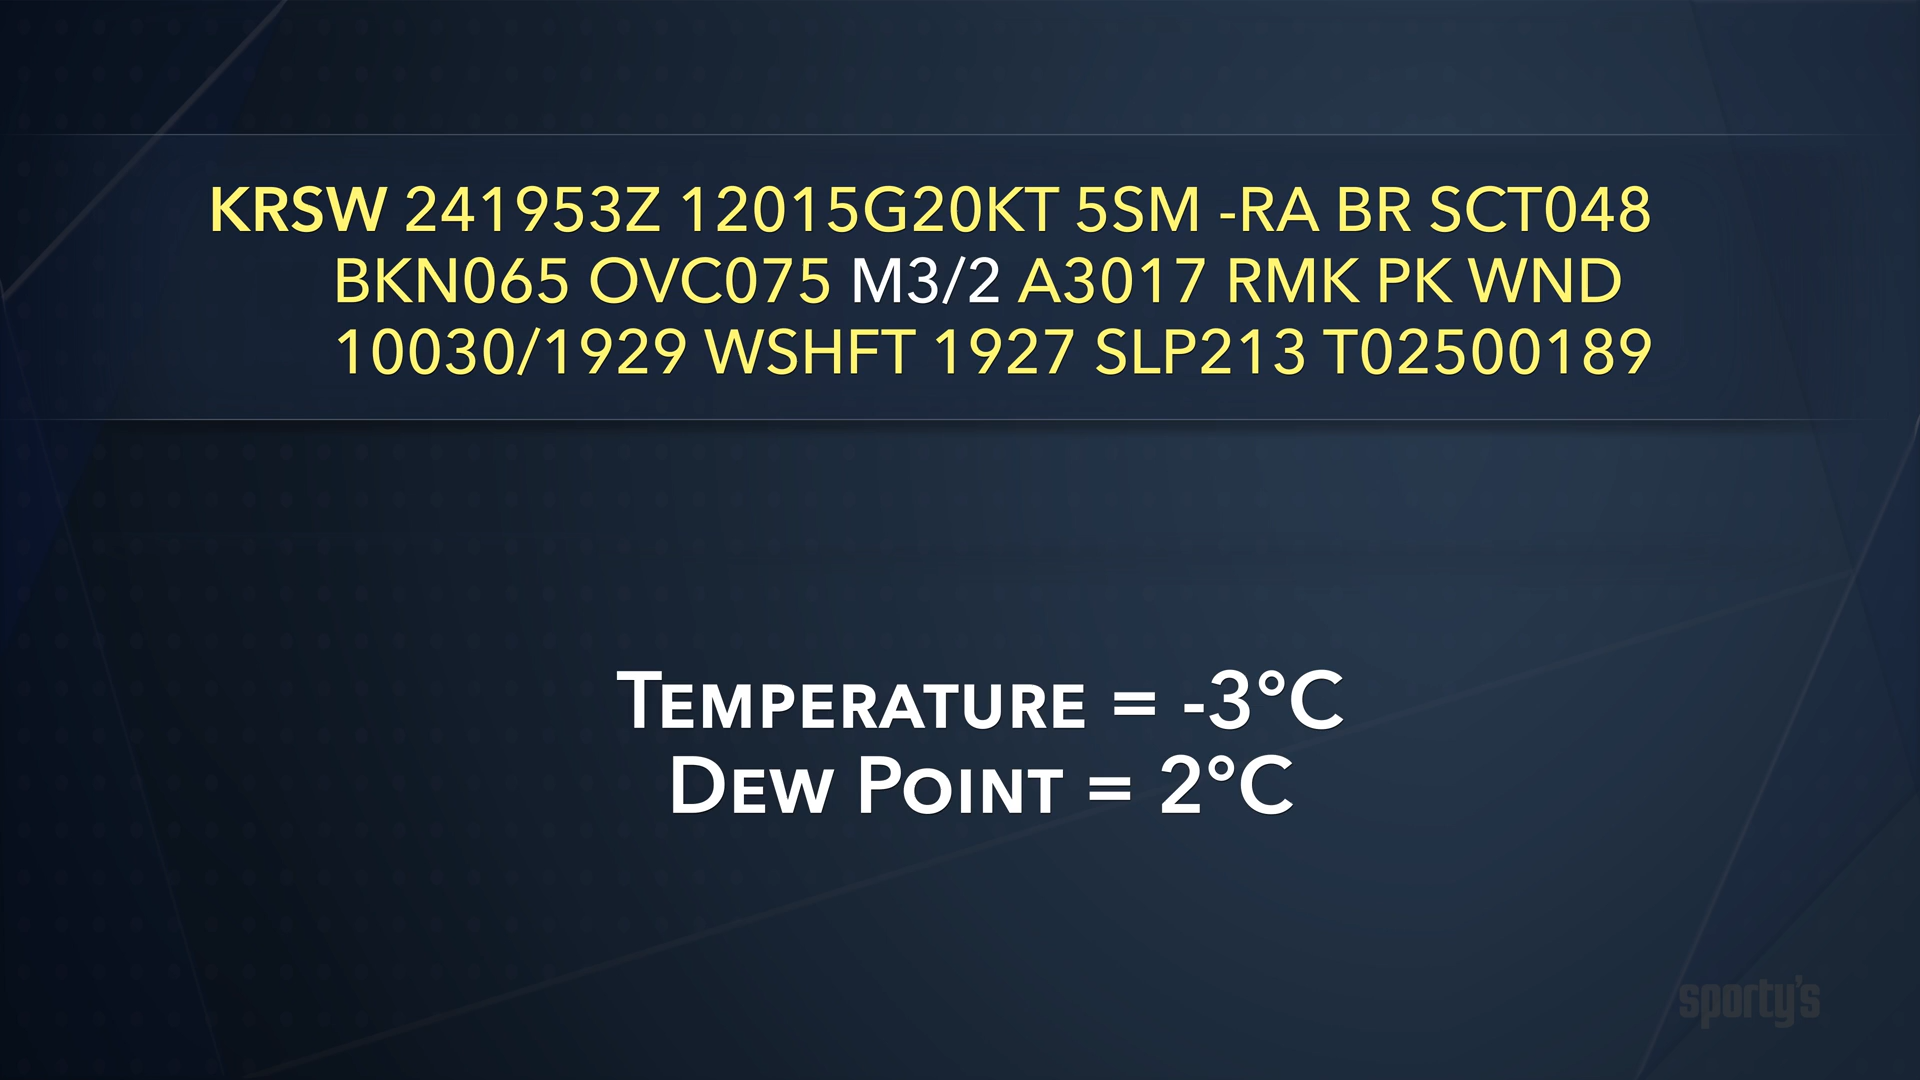 KRSW 241953Z 12015G20KT 5SM -RA BR SCT048
BKN065 OVC075 M3/2 A3017 RMK PK WND
10030/1929 WSHFT 1927 SLP213 T02500189
Temperature = -3°C
Dew Point = 2°C
sporty's